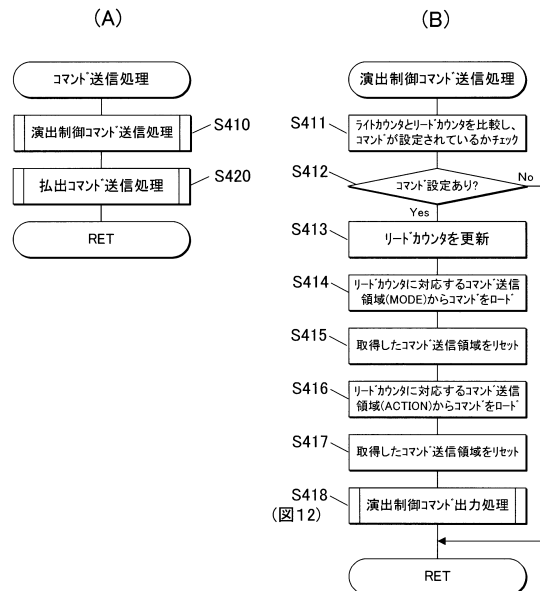 (A)
コマンド送信処理
演出制御コマンド送信処理
S410
払出コマンド送信処理
S420
RET
(B)
演出制御コマンド送信処理
S411
ライトカウンタとリードカウンタを比較し、
コマンドが設定されているかチェック
S412
コマンド設定あり?
No
Yes
S413
リードカウンタを更新
S414
リードカウンタに対応するコマンド送信
領域(MODE)からコマンドをロード
S415
取得したコマンド送信領域をリセット
S416
リードカウンタに対応するコマンド送信
領域(ACTION)からコマンドをロード
S417
取得したコマンド送信領域をリセット
S418
(図12)
演出制御コマンド出力処理
RET